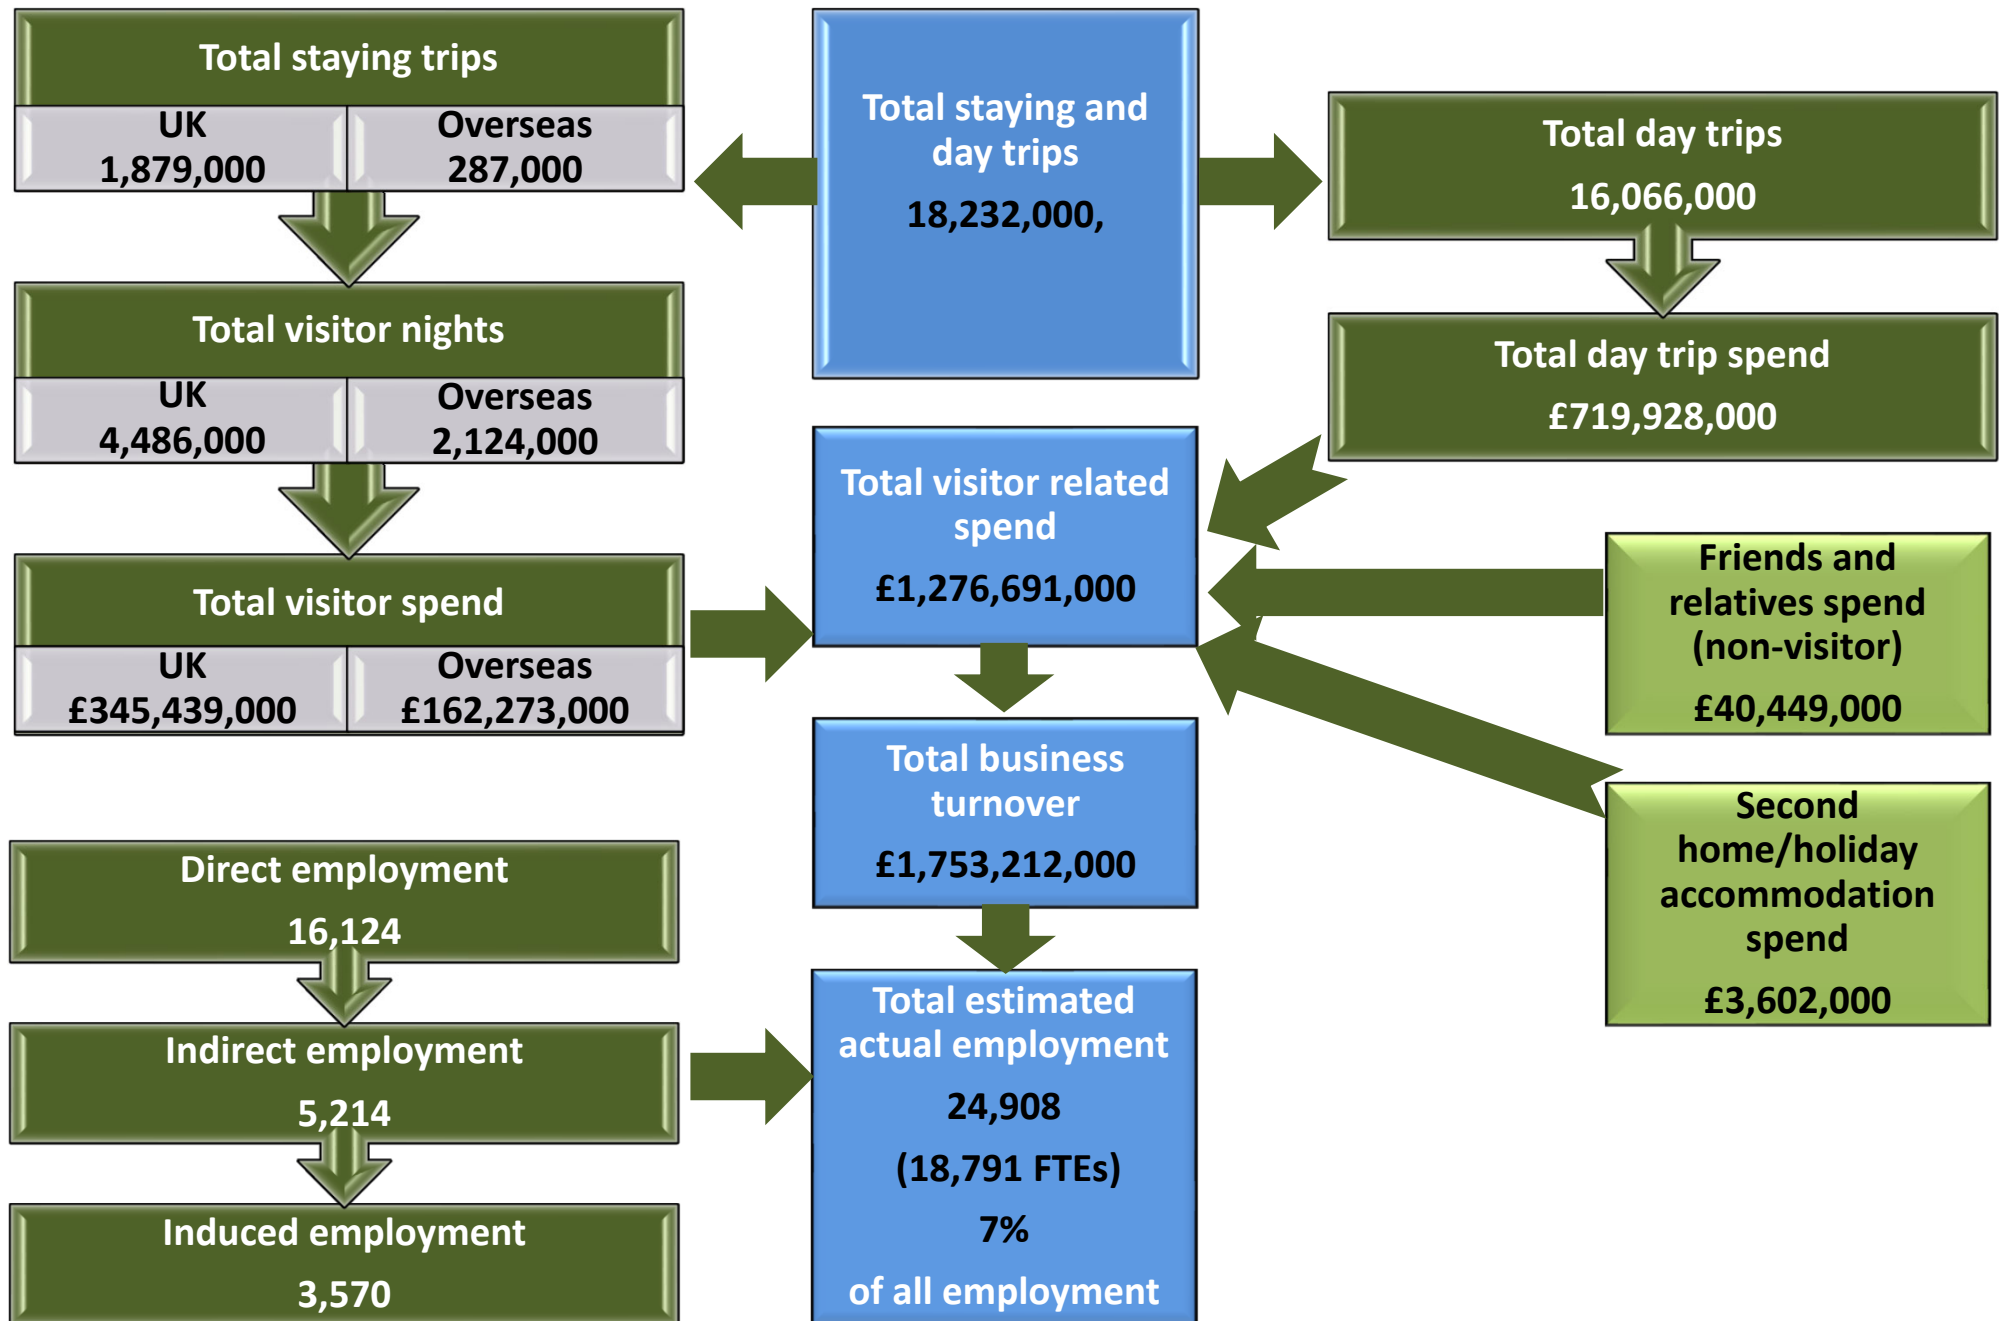 Total staying trips
UK
1,879,000
Overseas
287,000
Total visitor nights
UK
4,486,000
Overseas
2,124,000
Total visitor spend
UK
£345,439,000
Overseas
£162,273,000
Direct employment
16,124
Indirect employment
5,214
Induced employment
3,570
Total staying and
day trips
18,232,000,
Total visitor related
spend
£1,276,691,000
Total business
turnover
£1,753,212,000
Total estimated
actual employment
24,908
(18,791 FTEs)
7%
of all employment
Total day trips
16,066,000
Total day trip spend
£719,928,000
Friends and
relatives spend
(non-visitor)
£40,449,000
Second
home/holiday
accommodation
spend
£3,602,000